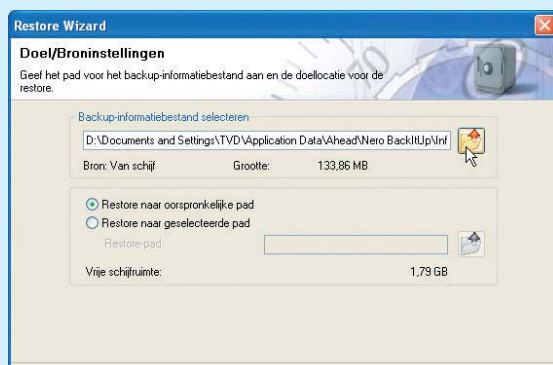 Restore Wizard
Doel/Broninstellingen
Geef het pad voor het backup-informatiebestand aan en de doellocatie voor de
restore.
Backup-informatiebestand selecteren
D:\Documents and Settings\TVD\Application Data\Ahead\Nero BackItUp\Inf
Bron: Van schijf Grootte: 133,86 MB
Restore naar oorspronkelijke pad
Restore naar geselecteerde pad
Restore-pad:
Vrije schijfruimte: 1,79 GB